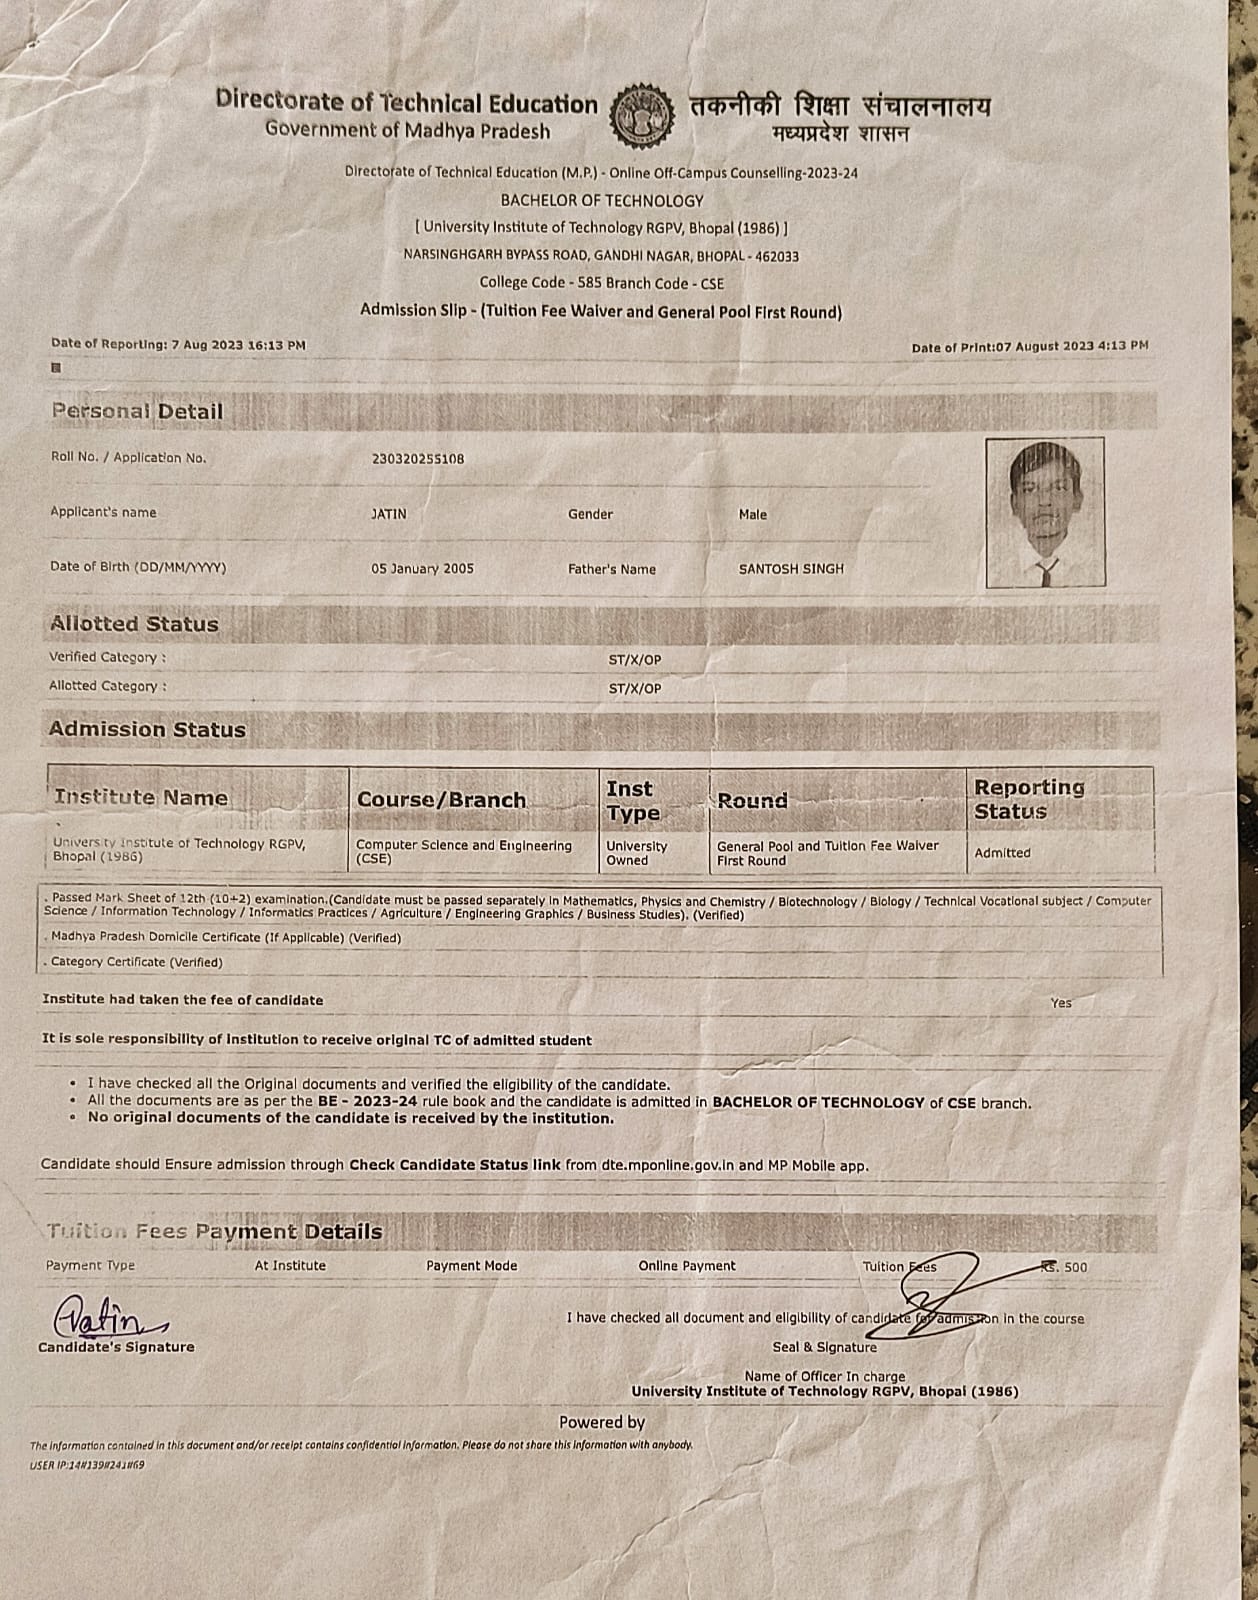 Directorate of Technical Education तकनीकी शिक्षा संचालनालय
Government of Madhya Pradesh मध्यप्रदेश शासन
Directorate of Technical Education (M.P.) - Online Off-Campus Counselling-2023-24
BACHELOR OF TECHNOLOGY
[ University Institute of Technology RGPV, Bhopal (1986) ]
NARSINGHGARH BYPASS ROAD, GANDHI NAGAR, BHOPAL - 462033
College Code - 585 Branch Code - CSE
Admission Slip - (Tuition Fee Waiver and General Pool First Round)
Date of Reporting: 7 Aug 2023 16:13 PM Date of Print:07 August 2023 4:13 PM
Personal Detail
Roll No. / Application No. 230320255108
Applicant's name JATIN Gender Male
Date of Birth (DD/MM/YYYY) 05 January 2005 Father's Name SANTOSH SINGH
Allotted Status
Verified Category : ST/X/OP
Allotted Category : ST/X/OP
Admission Status
Institute Name Course/Branch Inst Type Round Reporting Status
University Institute of Technology RGPV, Bhopal (1986) Computer Science and Engineering (CSE) University Owned General Pool and Tuition Fee Waiver First Round Admitted
. Passed Mark Sheet of 12th (10+2) examination.(Candidate must be passed separately in Mathematics, Physics and Chemistry / Biotechnology / Biology / Technical Vocational subject / Computer
Science / Information Technology / Informatics Practices / Agriculture / Engineering Graphics / Business Studies). (Verified)
. Madhya Pradesh Domicile Certificate (If Applicable) (Verified)
. Category Certificate (Verified)
Institute had taken the fee of candidate Yes
It is sole responsibility of Institution to receive original TC of admitted student
• I have checked all the Original documents and verified the eligibility of the candidate.
• All the documents are as per the BE - 2023-24 rule book and the candidate is admitted in BACHELOR OF TECHNOLOGY of CSE branch.
• No original documents of the candidate is received by the institution.
Candidate should Ensure admission through Check Candidate Status link from dte.mponline.gov.in and MP Mobile app.
Tuition Fees Payment Details
Payment Type At Institute Payment Mode Online Payment Tuition Fees Rs. 500
Jatin
I have checked all document and eligibility of candidate for admission in the course
Candidate's Signature Seal & Signature
Name of Officer In charge
University Institute of Technology RGPV, Bhopal (1986)
Powered by
The information contained in this document and/or receipt contains confidential information. Please do not share this information with anybody.
USER IP:14#139#241#69